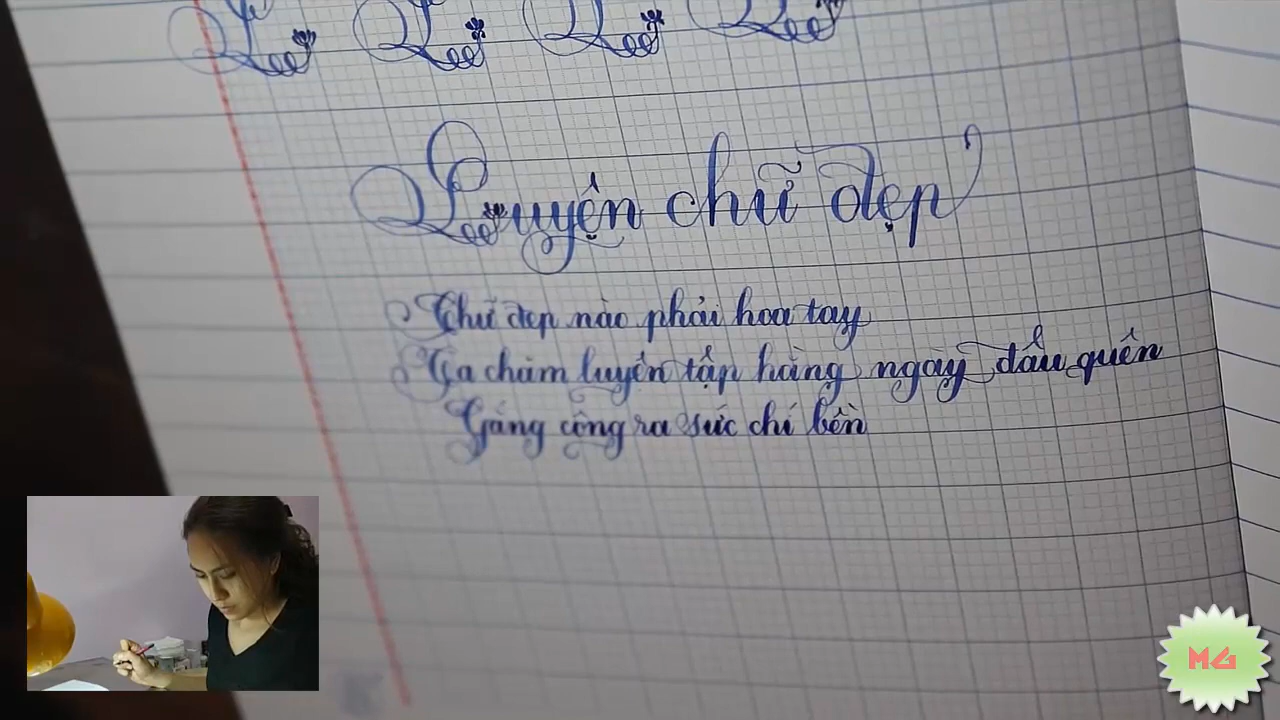 L L L L
Luyện chữ đẹp
Chữ đẹp nào phải hoa tay
Ta chăm luyện tập hàng ngày đâu quên
Gắng công ra sức chí bền
MG